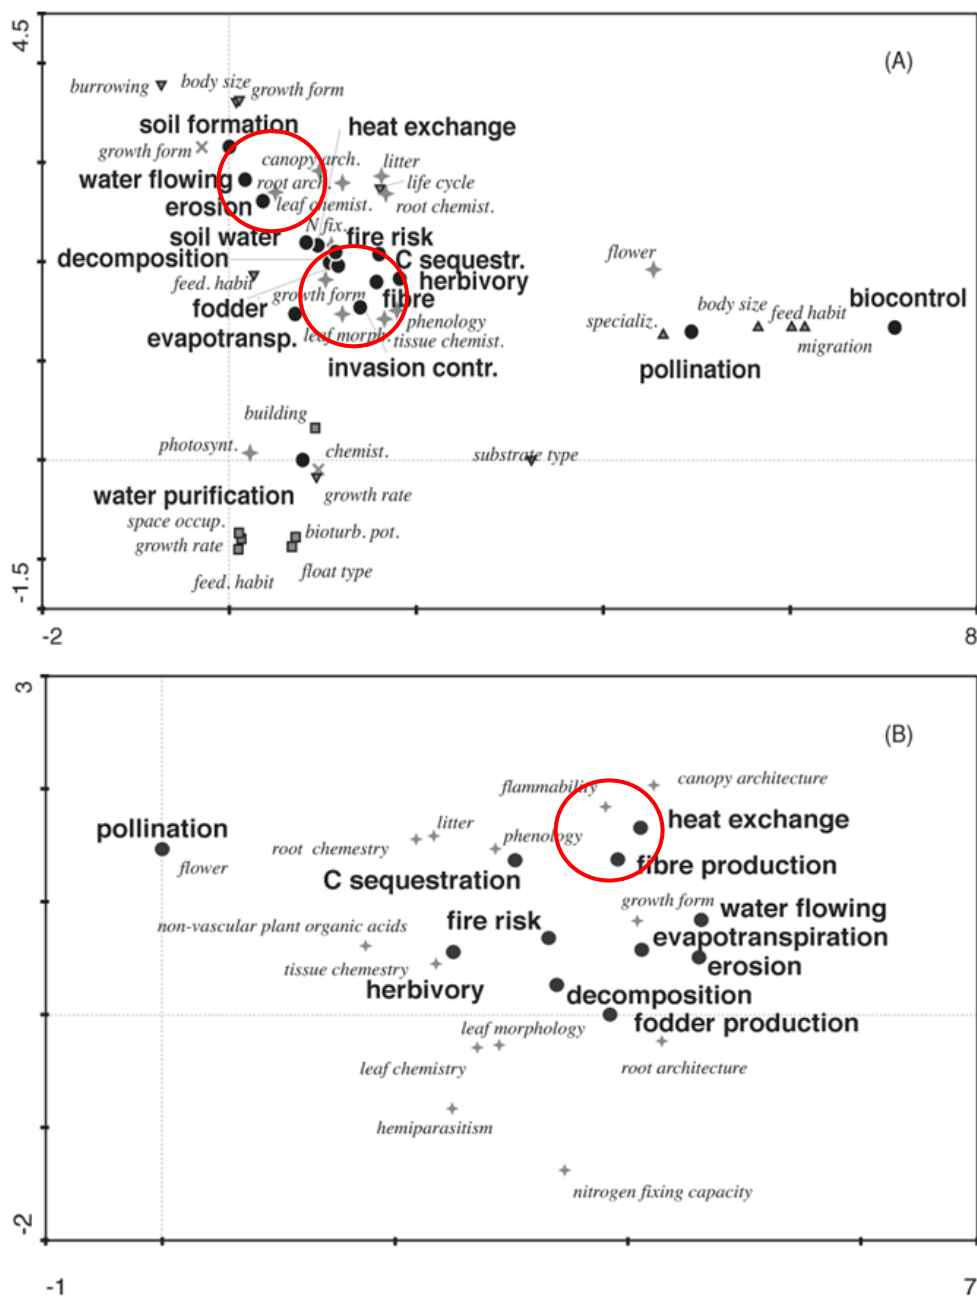 4.5
(A)
burrowing
body size
growth form
soil formation
heat exchange
growth form
canopy arch.
litter
water flowing
root arch.
life cycle
erosion
leaf chemist.
root chemist.
N fix.
soil water
fire risk
decomposition
C sequestr.
flower
feed. habit
herbivory
growth form
fibre
body size
feed habit
biocontrol
fodder
phenology
specializ.
evapotransp.
leaf morph.
tissue chemist.
migration
invasion contr.
pollination
building
photosynt.
chemist.
substrate type
water purification
growth rate
space occup.
bioturb. pot.
growth rate
float type
feed. habit
-1.5
-2
8
3
(B)
flammability
canopy architecture
pollination
litter
heat exchange
root chemestry
phenology
flower
C sequestration
fibre production
growth form
non-vascular plant organic acids
fire risk
water flowing
evapotranspiration
tissue chemestry
erosion
herbivory
decomposition
leaf morphology
fodder production
leaf chemistry
root architecture
hemiparasitism
nitrogen fixing capacity
-2
-1
7